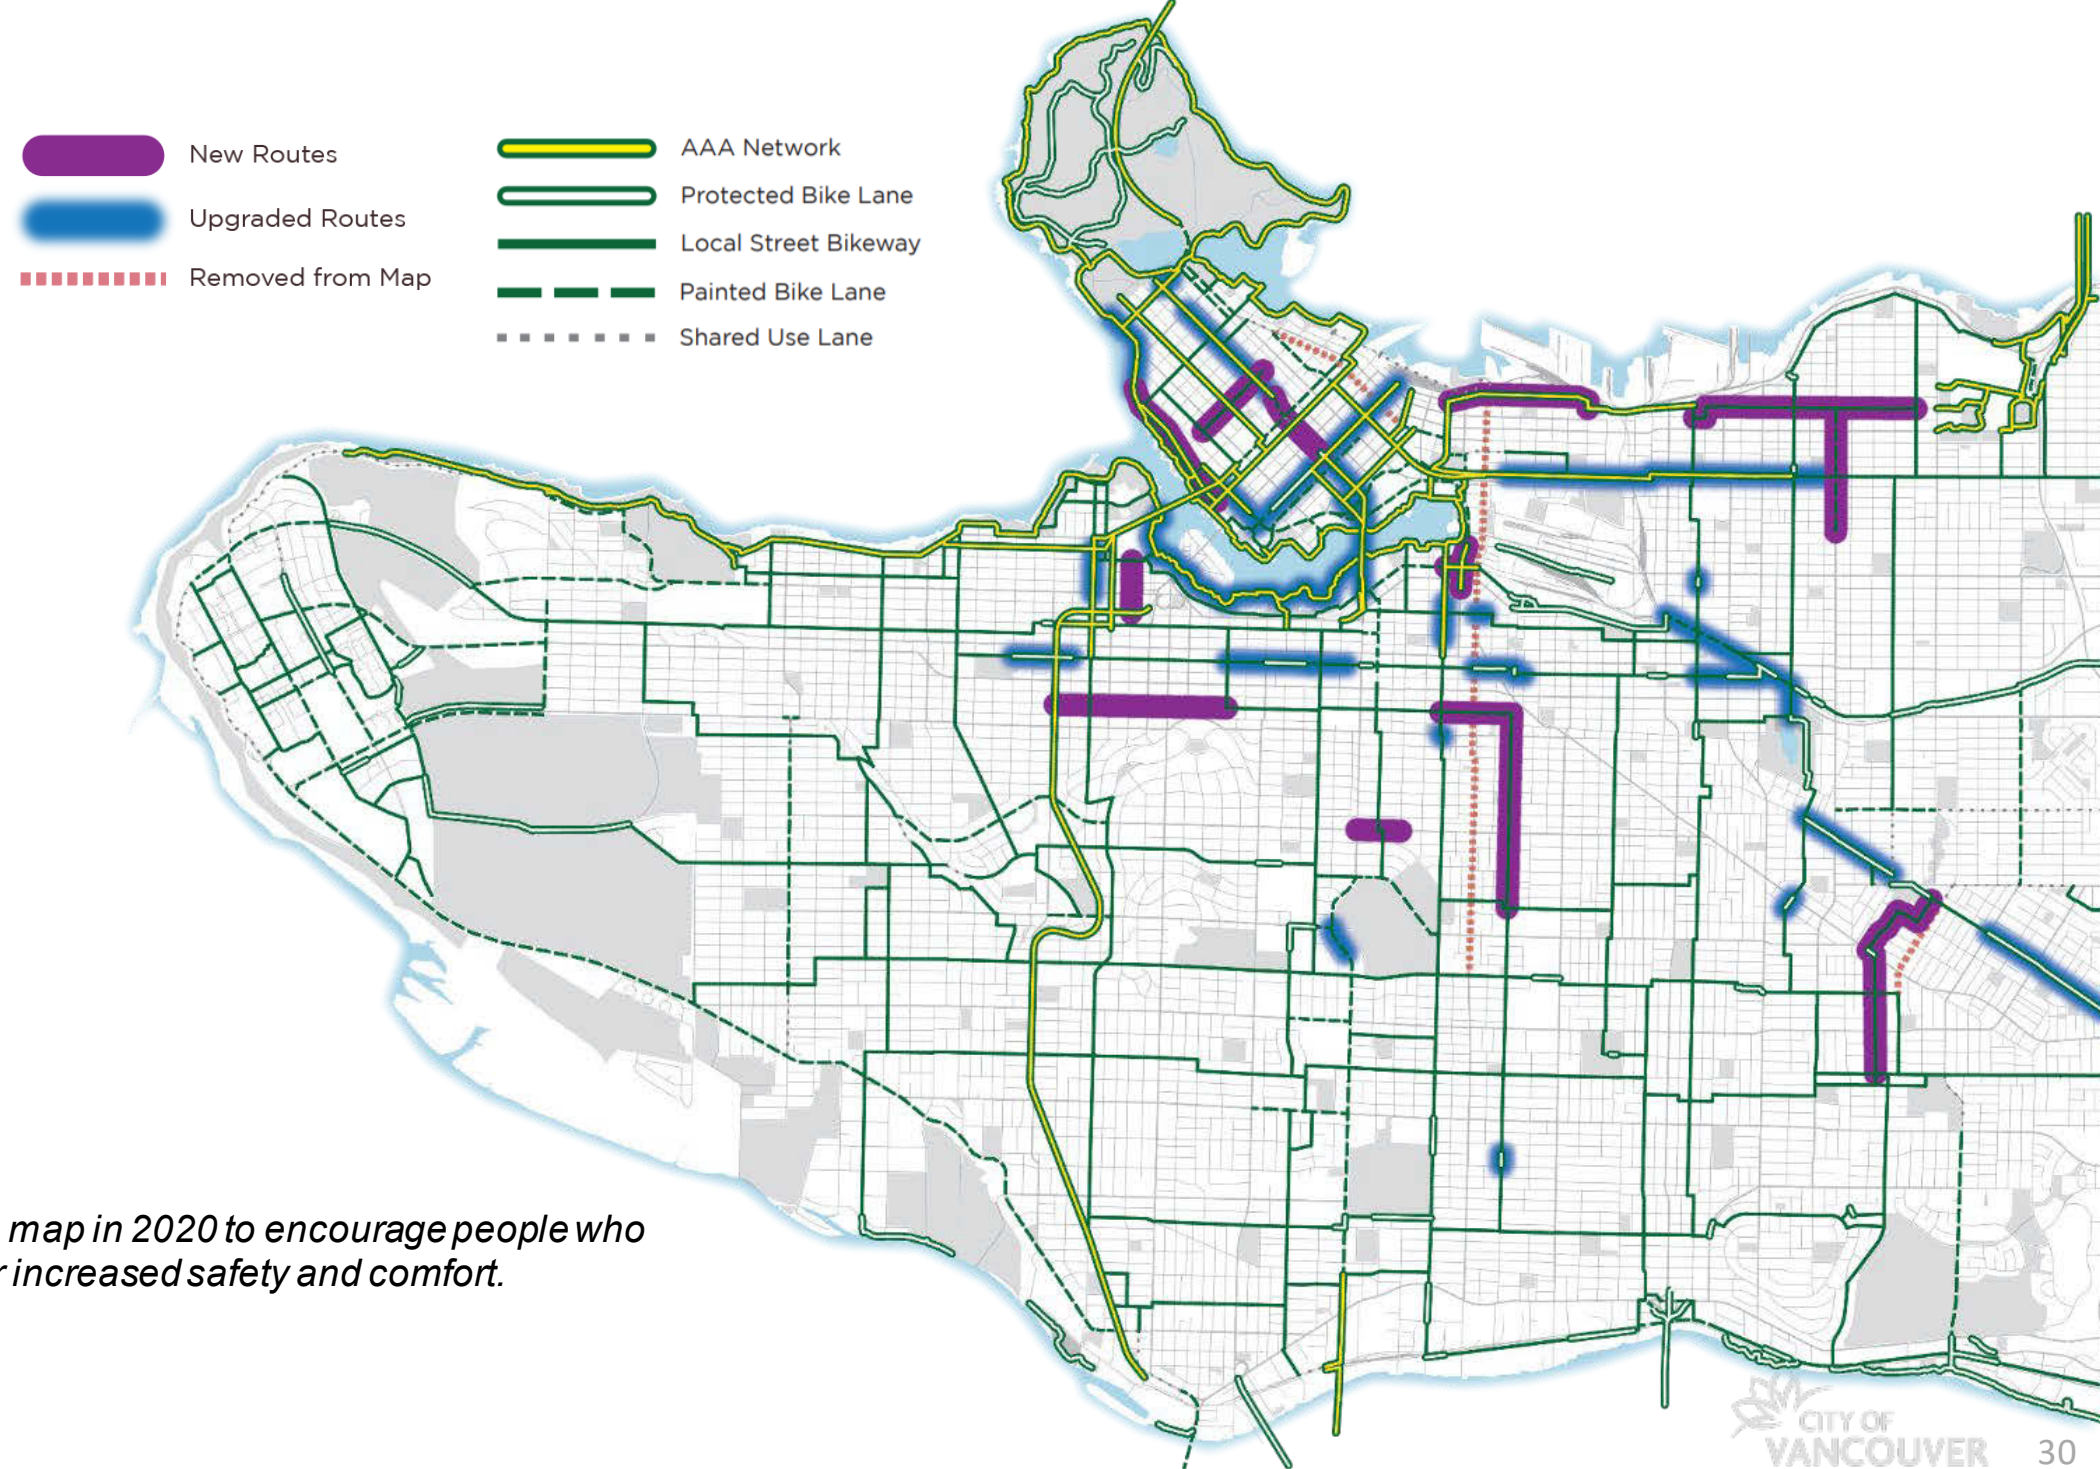 New Routes
Upgraded Routes
Removed from Map
AAA Network
Protected Bike Lane
Local Street Bikeway
Painted Bike Lane
Shared Use Lane
map in 2020 to encourage people who
increased safety and comfort.
CITY OF
VANCOUVER
30